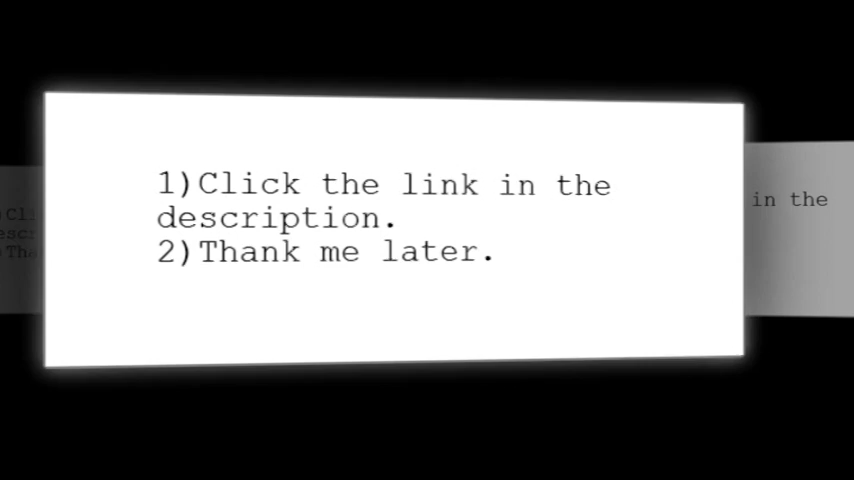 1)Click the link in the
description.
2)Thank me later.
in the